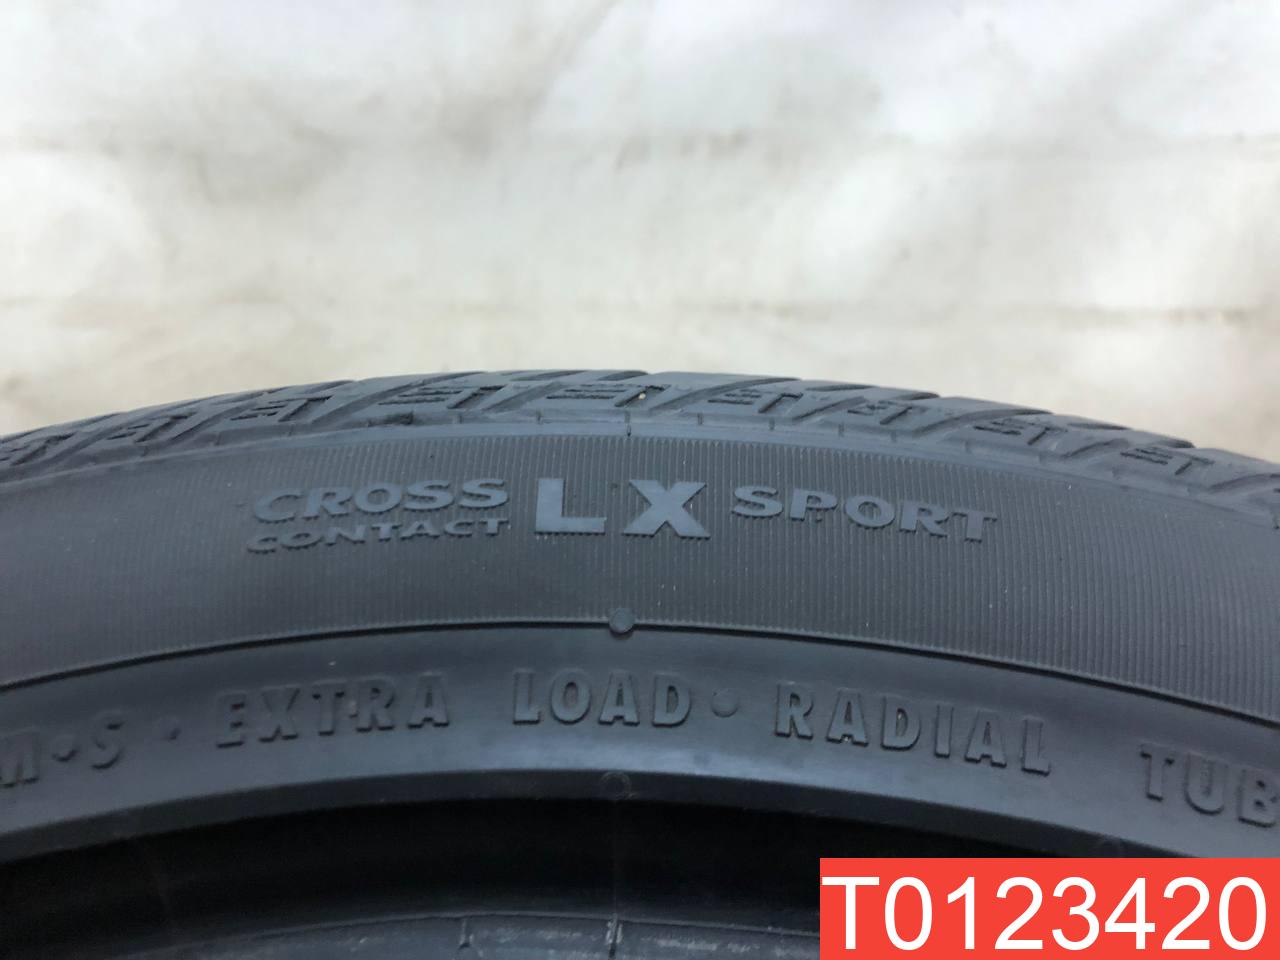 CROSS
CONTACT
LX SPORT
M•S • EXTRA LOAD • RADIAL TUB
T0123420